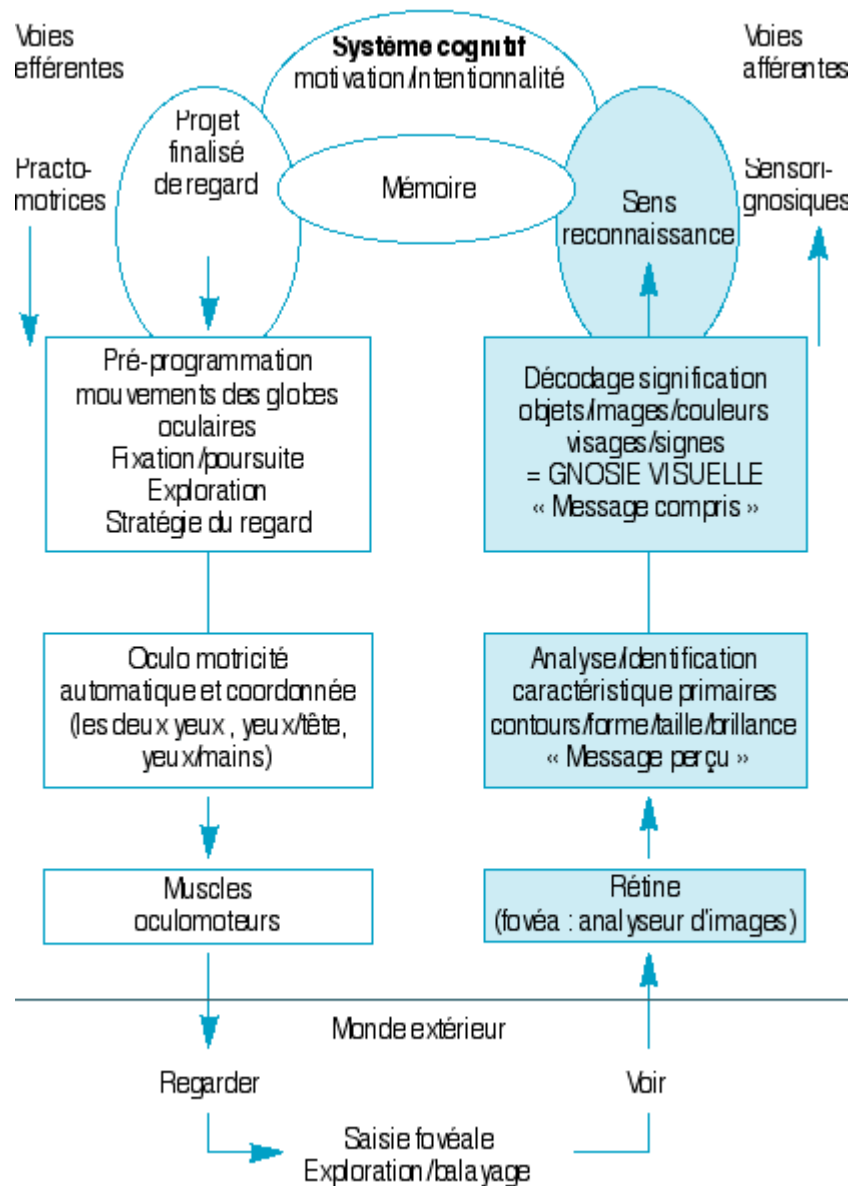 Voies
efférentes
Système cognitif
motivation/intentionnalité
Voies
afférentes
Practo-
motrices
Projet
finalisé
de regard
Mémoire
Sens
reconnaissance
Sensori-
gnosiques
Pré-programmation
mouvements des globes
oculaires
Fixation/poursuite
Exploration
Stratégie du regard
Décodage signification
objets/images/couleurs
visages/signes
= GNOSIE VISUELLE
« Message compris »
Oculo motricité
automatique et coordonnée
(les deux yeux , yeux/tête,
yeux/mains)
Analyse/identification
caractéristique primaires
contours/forme/taille/brillance
« Message perçu »
Muscles
oculomoteurs
Rétine
(fovéa : analyseur d'images)
Monde extérieur
Regarder
Voir
Saisie fovéale
Exploration/balayage